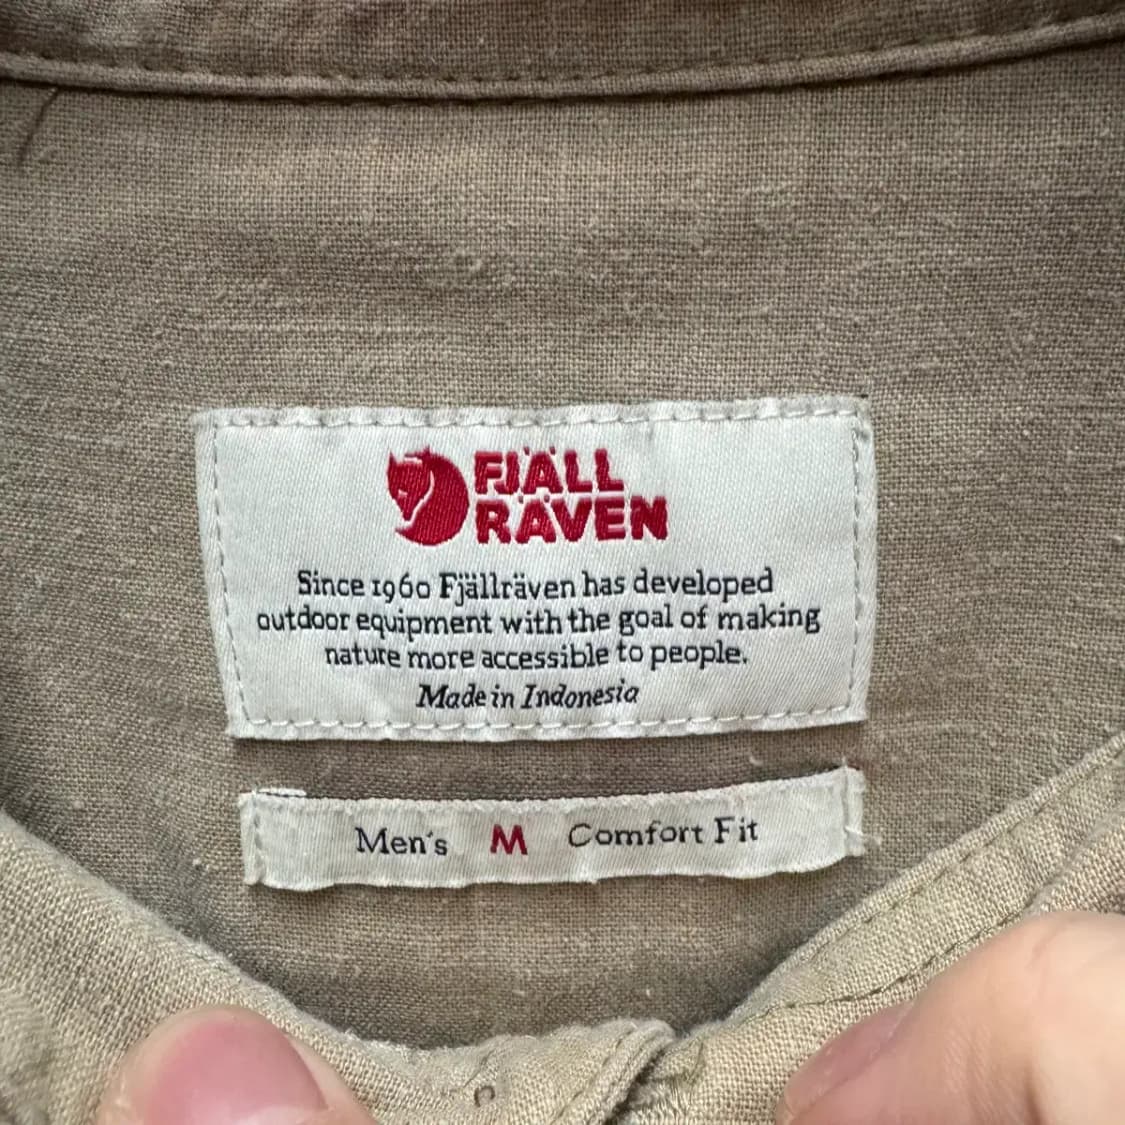 FJÄLL
RÄVEN
Since 1960 Fjällräven has developed
outdoor equipment with the goal of making
nature more accessible to people.
Made in Indonesia
Men's M Comfort Fit